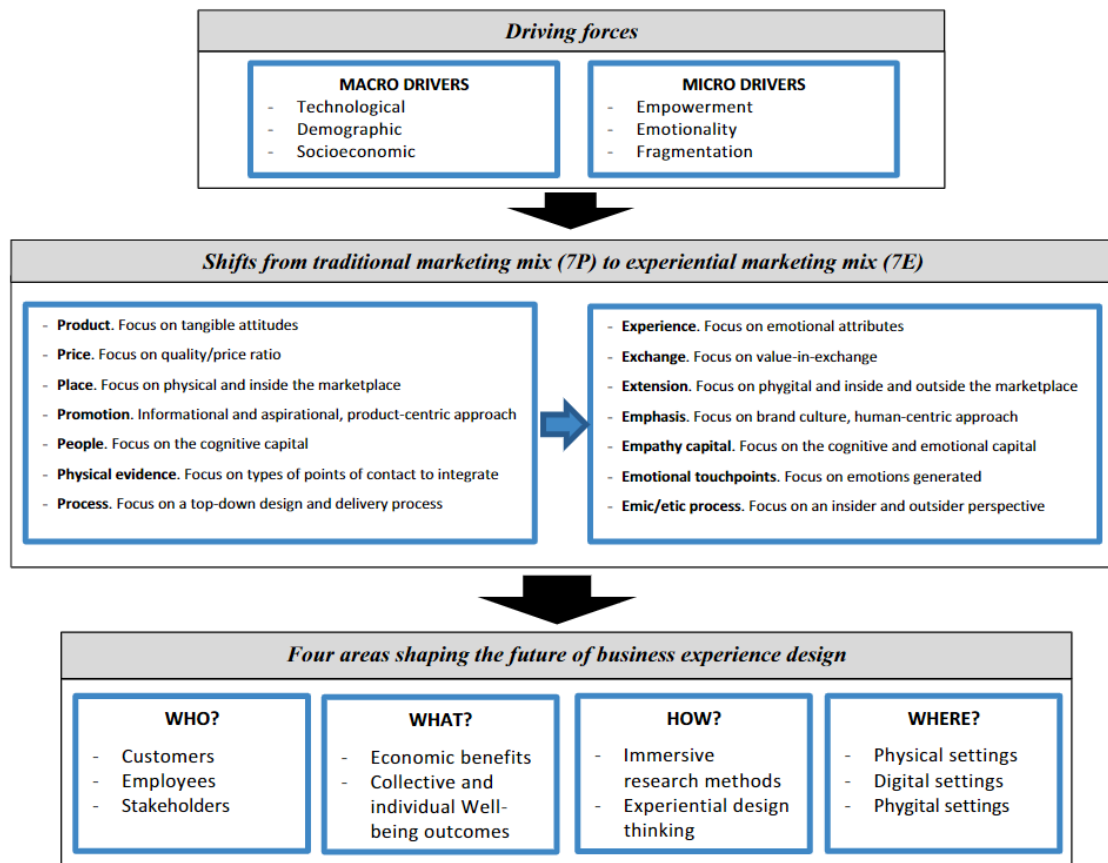 Driving forces
MACRO DRIVERS
- Technological
- Demographic
- Socioeconomic
MICRO DRIVERS
- Empowerment
- Emotionality
- Fragmentation
Shifts from traditional marketing mix (7P) to experiential marketing mix (7E)
- Product. Focus on tangible attitudes
- Price. Focus on quality/price ratio
- Place. Focus on physical and inside the marketplace
- Promotion. Informational and aspirational, product-centric approach
- People. Focus on the cognitive capital
- Physical evidence. Focus on types of points of contact to integrate
- Process. Focus on a top-down design and delivery process
- Experience. Focus on emotional attributes
- Exchange. Focus on value-in-exchange
- Extension. Focus on phygital and inside and outside the marketplace
- Emphasis. Focus on brand culture, human-centric approach
- Empathy capital. Focus on the cognitive and emotional capital
- Emotional touchpoints. Focus on emotions generated
- Emic/etic process. Focus on an insider and outsider perspective
Four areas shaping the future of business experience design
WHO?
- Customers
- Employees
- Stakeholders
WHAT?
- Economic benefits
- Collective and
individual Well-
being outcomes
HOW?
- Immersive
research methods
- Experiential design
thinking
WHERE?
- Physical settings
- Digital settings
- Phygital settings